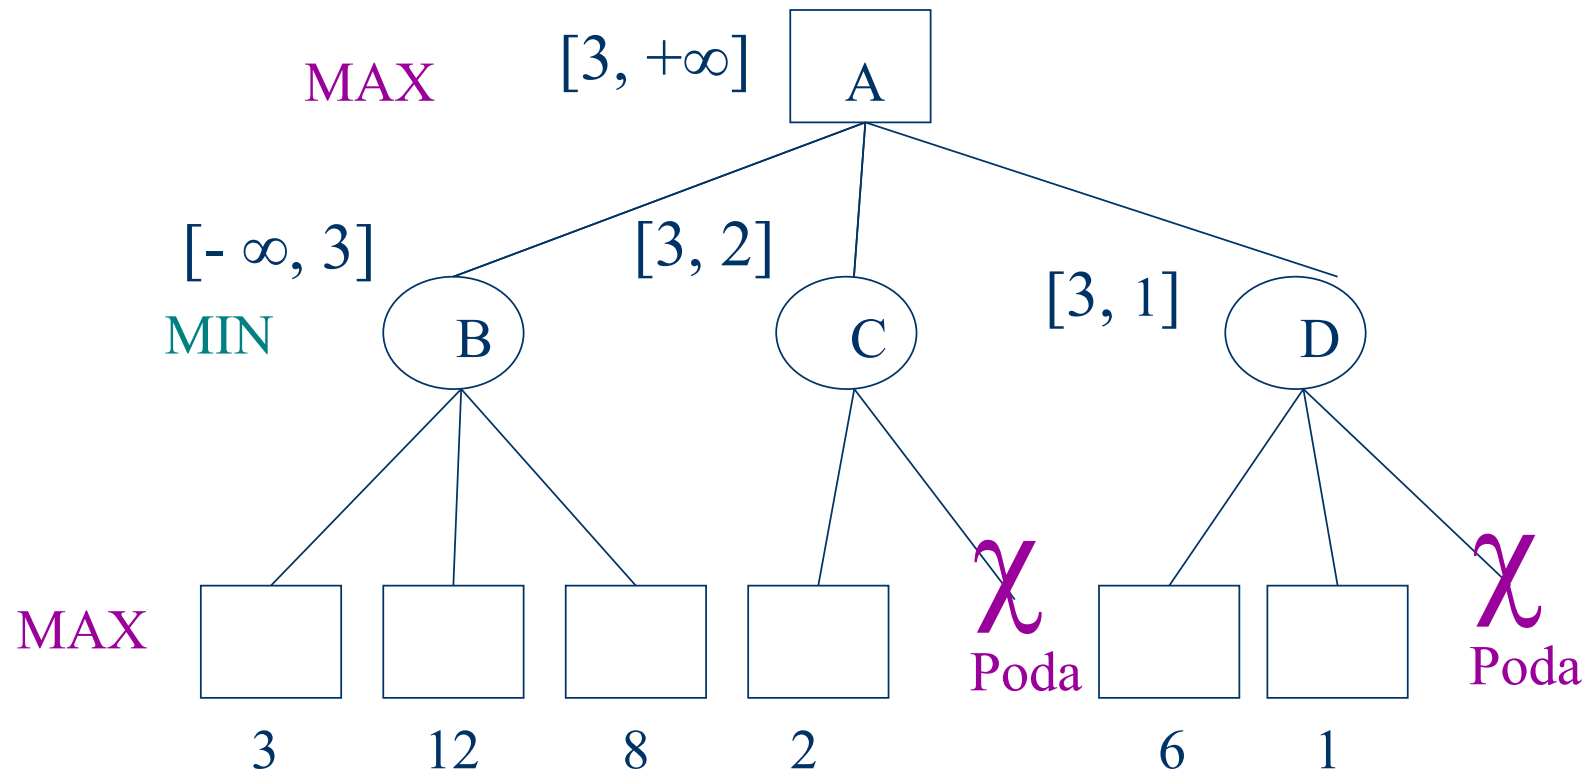 [3, +∞]
MAX
A
[- ∞, 3]
[3, 2]
[3, 1]
MIN
B
C
D
χ
χ
MAX
Poda
Poda
3
12
8
2
6
1